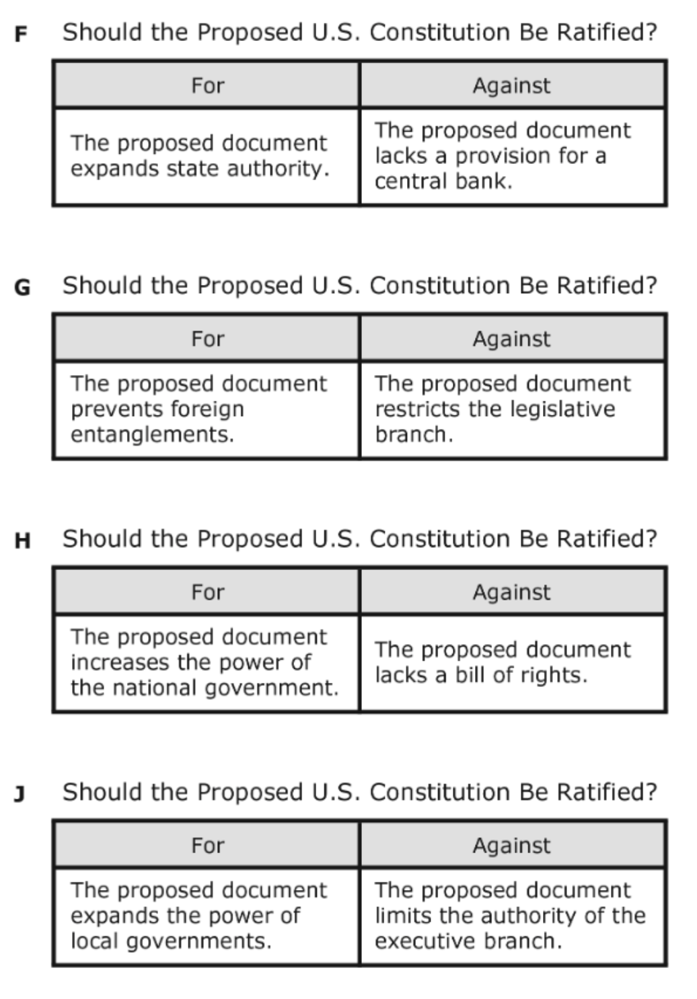 F Should the Proposed U.S. Constitution Be Ratified?
For Against
The proposed document
expands state authority.
The proposed document
lacks a provision for a
central bank.
G Should the Proposed U.S. Constitution Be Ratified?
For Against
The proposed document
prevents foreign
entanglements.
The proposed document
restricts the legislative
branch.
H Should the Proposed U.S. Constitution Be Ratified?
For Against
The proposed document
increases the power of
the national government.
The proposed document
lacks a bill of rights.
J Should the Proposed U.S. Constitution Be Ratified?
For Against
The proposed document
expands the power of
local governments.
The proposed document
limits the authority of the
executive branch.